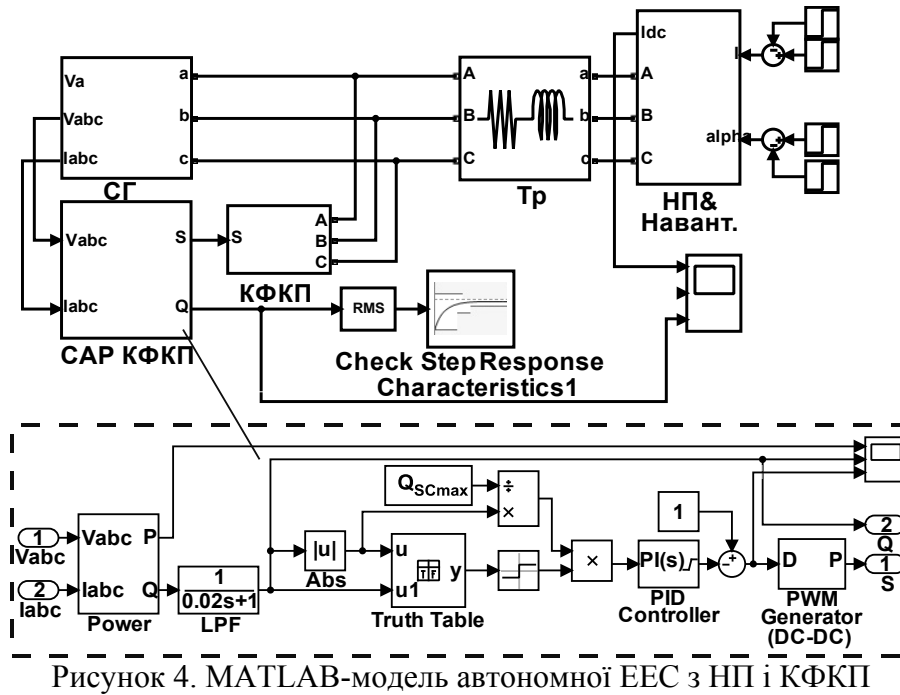 Va
Vabc
Iabc
a
b
c
СГ
A
B
C
a
b
c
Тр
Idc
A
B
C
I
alpha
НП&
Навант.
Vabc
Iabc
S
Q
САР КФКП
S
A
B
C
КФКП
RMS
Check Step Response
Characteristics1
1
Vabc
2
Iabc
Vabc
Iabc
P
Q
Power
1
0.02s+1
LPF
|u|
Abs
QSCmax
÷
×
u
u1
y
T F
Truth Table
×
PI(s)
PID
Controller
1
D
P
PWM
Generator
(DC-DC)
2
Q
1
S
Рисунок 4. MATLAB-модель автономної ЕЕС з НП і КФКП